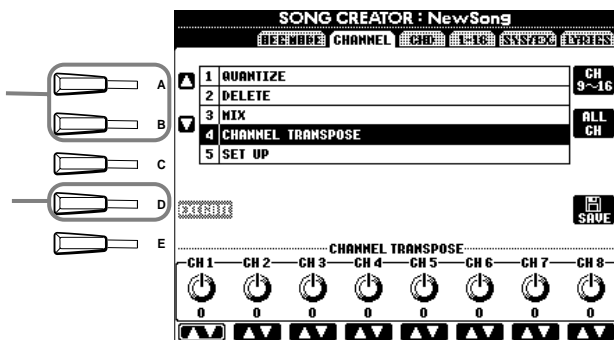 SONG CREATOR : NewSong
REC MODE CHANNEL CHD 1-16 SYS/EX. LYRICS
A
B
C
D
E
1 QUANTIZE
2 DELETE
3 MIX
4 CHANNEL TRANSPOSE
5 SET UP
CH 9~16
ALL CH
EXECUTE
SAVE
CHANNEL TRANSPOSE
CH 1 CH 2 CH 3 CH 4 CH 5 CH 6 CH 7 CH 8
0 0 0 0 0 0 0 0